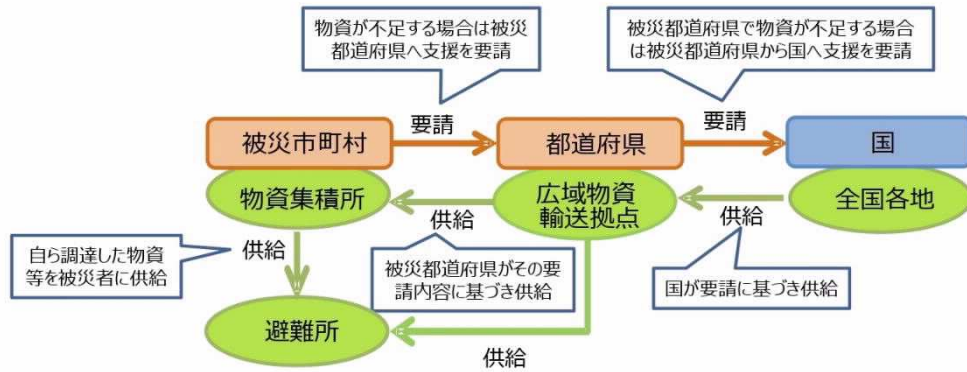 物資が不足する場合は被災
都道府県へ支援を要請
被災都道府県で物資が不足する場合
は被災都道府県から国へ支援を要請
被災市町村
要請
都道府県
要請
国
物資集積所
供給
広域物資
輸送拠点
供給
全国各地
自ら調達した物資
等を被災者に供給
供給
被災都道府県がその要
請内容に基づき供給
国が要請に基づき供給
避難所
供給